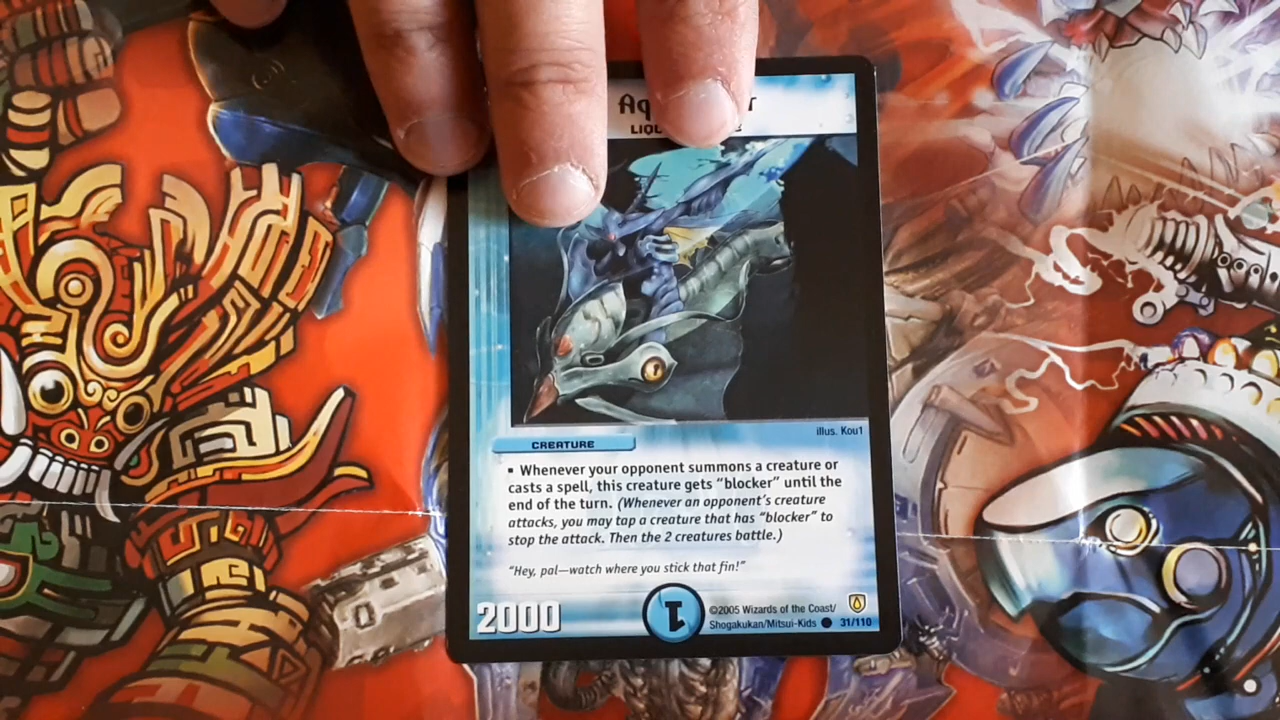 Aq
LIQ
CREATURE
illus. Kou1
▪ Whenever your opponent summons a creature or
casts a spell, this creature gets “blocker” until the
end of the turn. (Whenever an opponent’s creature
attacks, you may tap a creature that has “blocker” to
stop the attack. Then the 2 creatures battle.)
“Hey, pal—watch where you stick that fin!”
2000
1
©2005 Wizards of the Coast/
Shogakukan/Mitsui-Kids
31/110